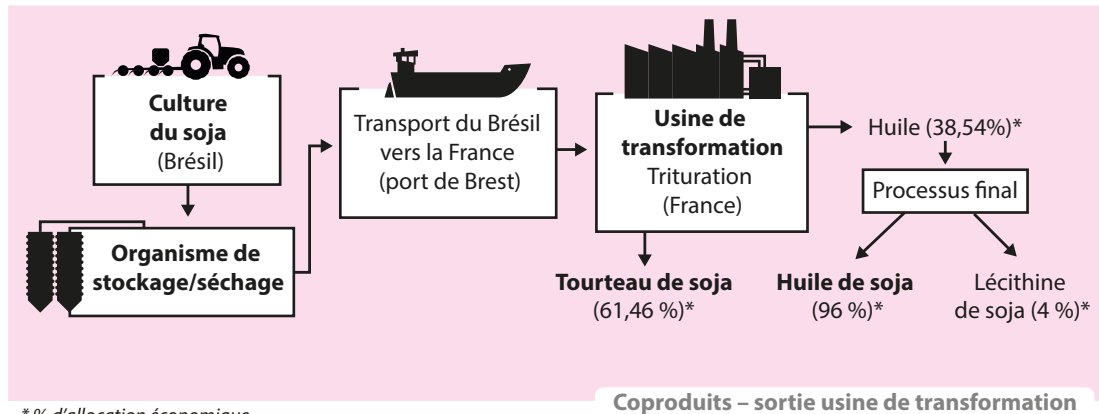 Culture
du soja
(Brésil)
Organisme de
stockage/séchage
Transport du Brésil
vers la France
(port de Brest)
Usine de
transformation
Trituration
(France)
Huile (38,54%)*
Processus final
Tourteau de soja
(61,46 %)*
Huile de soja
(96 %)*
Lécithine
de soja (4 %)*
Coproduits – sortie usine de transformation
* % d'allocation économique